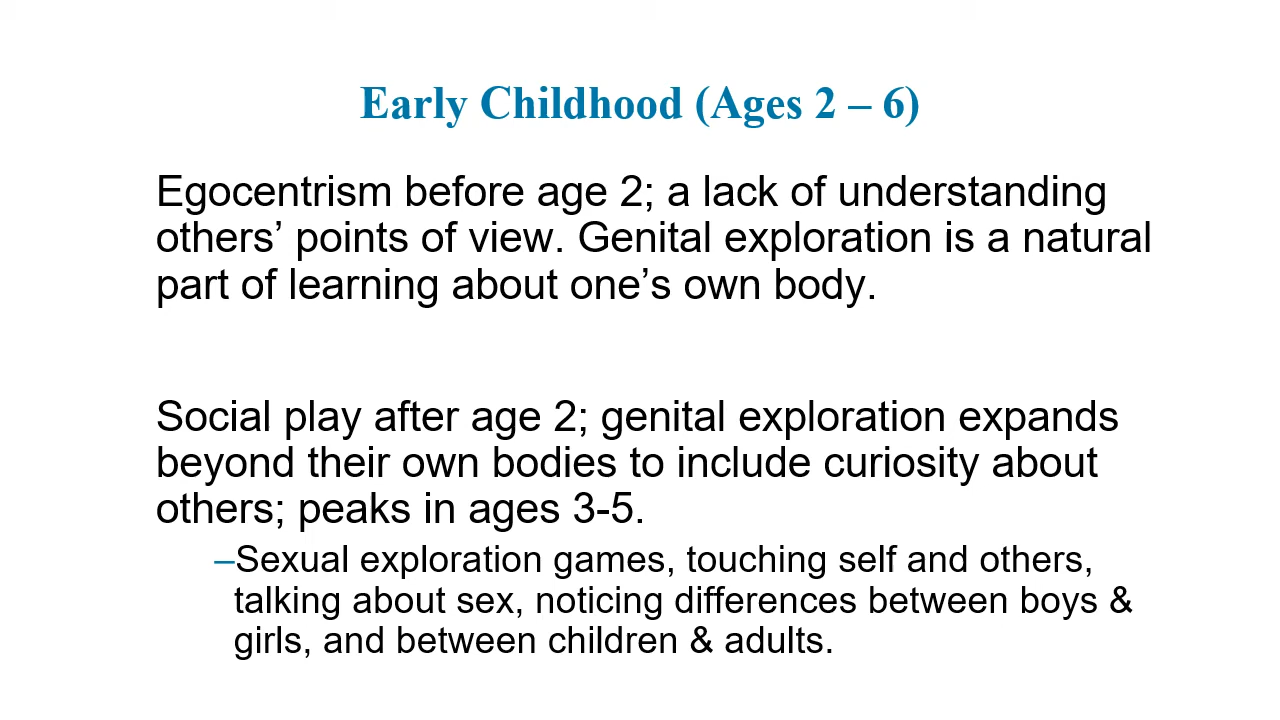 Early Childhood (Ages 2 – 6)
Egocentrism before age 2; a lack of understanding
others’ points of view. Genital exploration is a natural
part of learning about one’s own body.
Social play after age 2; genital exploration expands
beyond their own bodies to include curiosity about
others; peaks in ages 3-5.
–Sexual exploration games, touching self and others,
talking about sex, noticing differences between boys &
girls, and between children & adults.